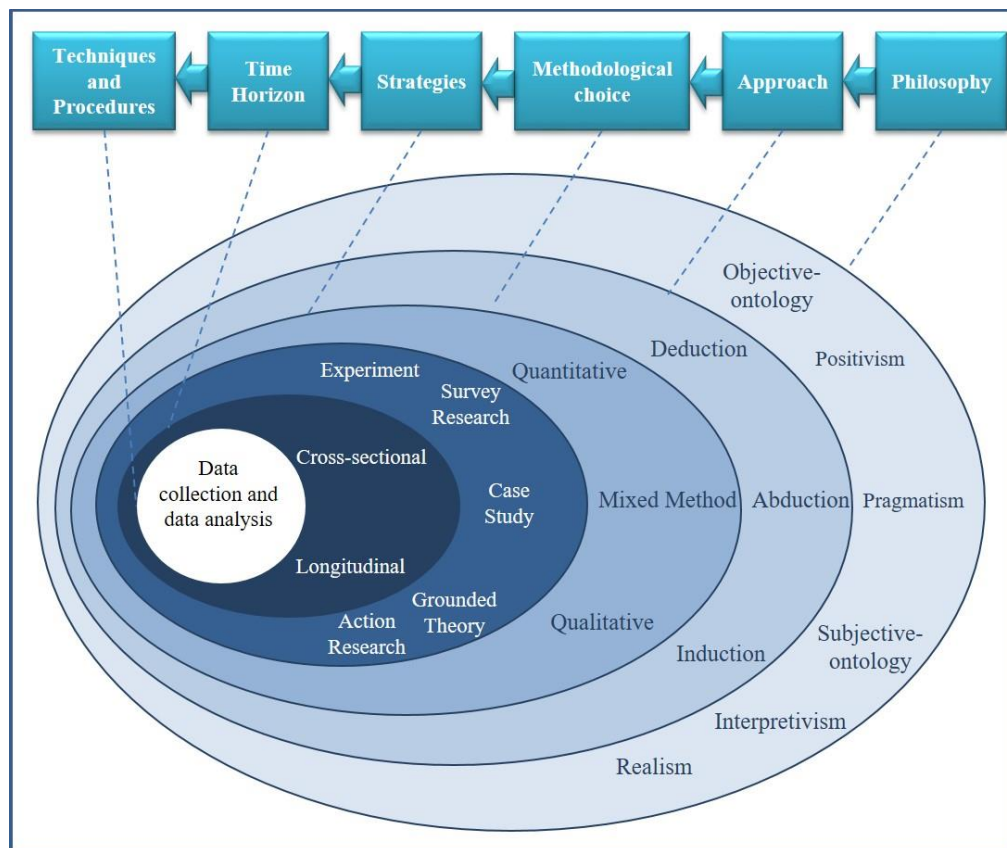 Techniques
and
Procedures
Time
Horizon
Strategies
Methodological
choice
Approach
Philosophy
Objective-
ontology
Positivism
Pragmatism
Subjective-
ontology
Interpretivism
Realism
Deduction
Abduction
Induction
Quantitative
Mixed Method
Qualitative
Experiment
Survey
Research
Case
Study
Grounded
Theory
Action
Research
Cross-sectional
Longitudinal
Data
collection and
data analysis